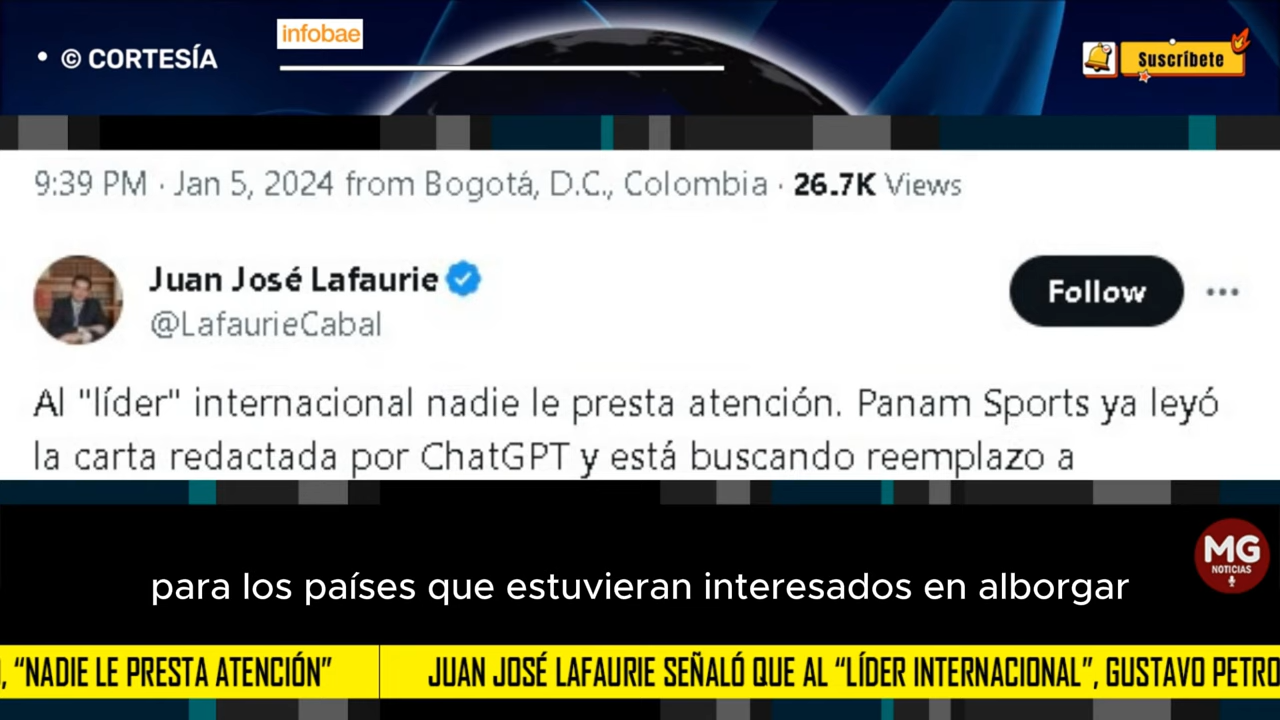 infobae
• © CORTESÍA
Suscríbete
9:39 PM · Jan 5, 2024 from Bogotá, D.C., Colombia · 26.7K Views
Juan José Lafaurie
@LafaurieCabal
Follow
Al "líder" internacional nadie le presta atención. Panam Sports ya leyó
la carta redactada por ChatGPT y está buscando reemplazo a
MG
NOTICIAS
para los países que estuvieran interesados en alborgar
, “NADIE LE PRESTA ATENCIÓN” JUAN JOSÉ LAFAURIE SEÑALÓ QUE AL “LÍDER INTERNACIONAL”, GUSTAVO PETRO